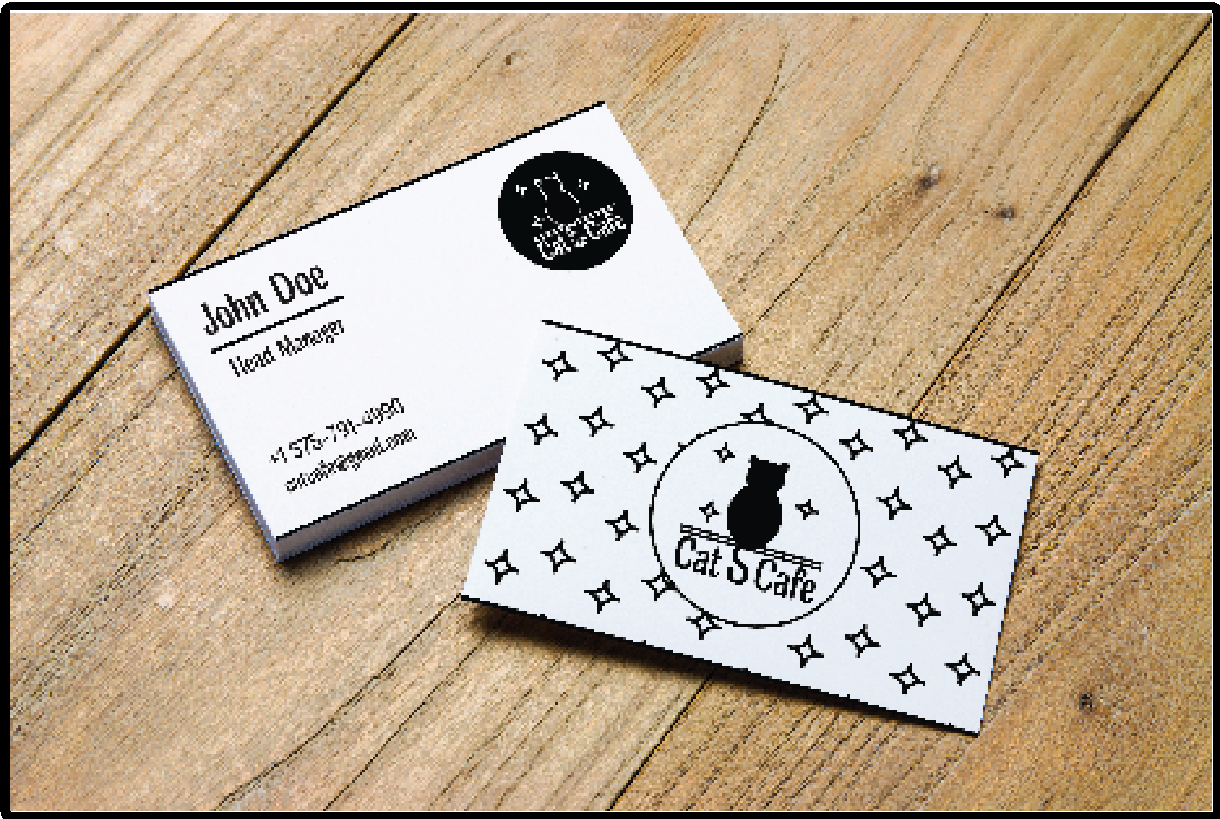 John Doe
Head Manager
+1 575-791-4990
Cat S Cafe
Cat S Cafe